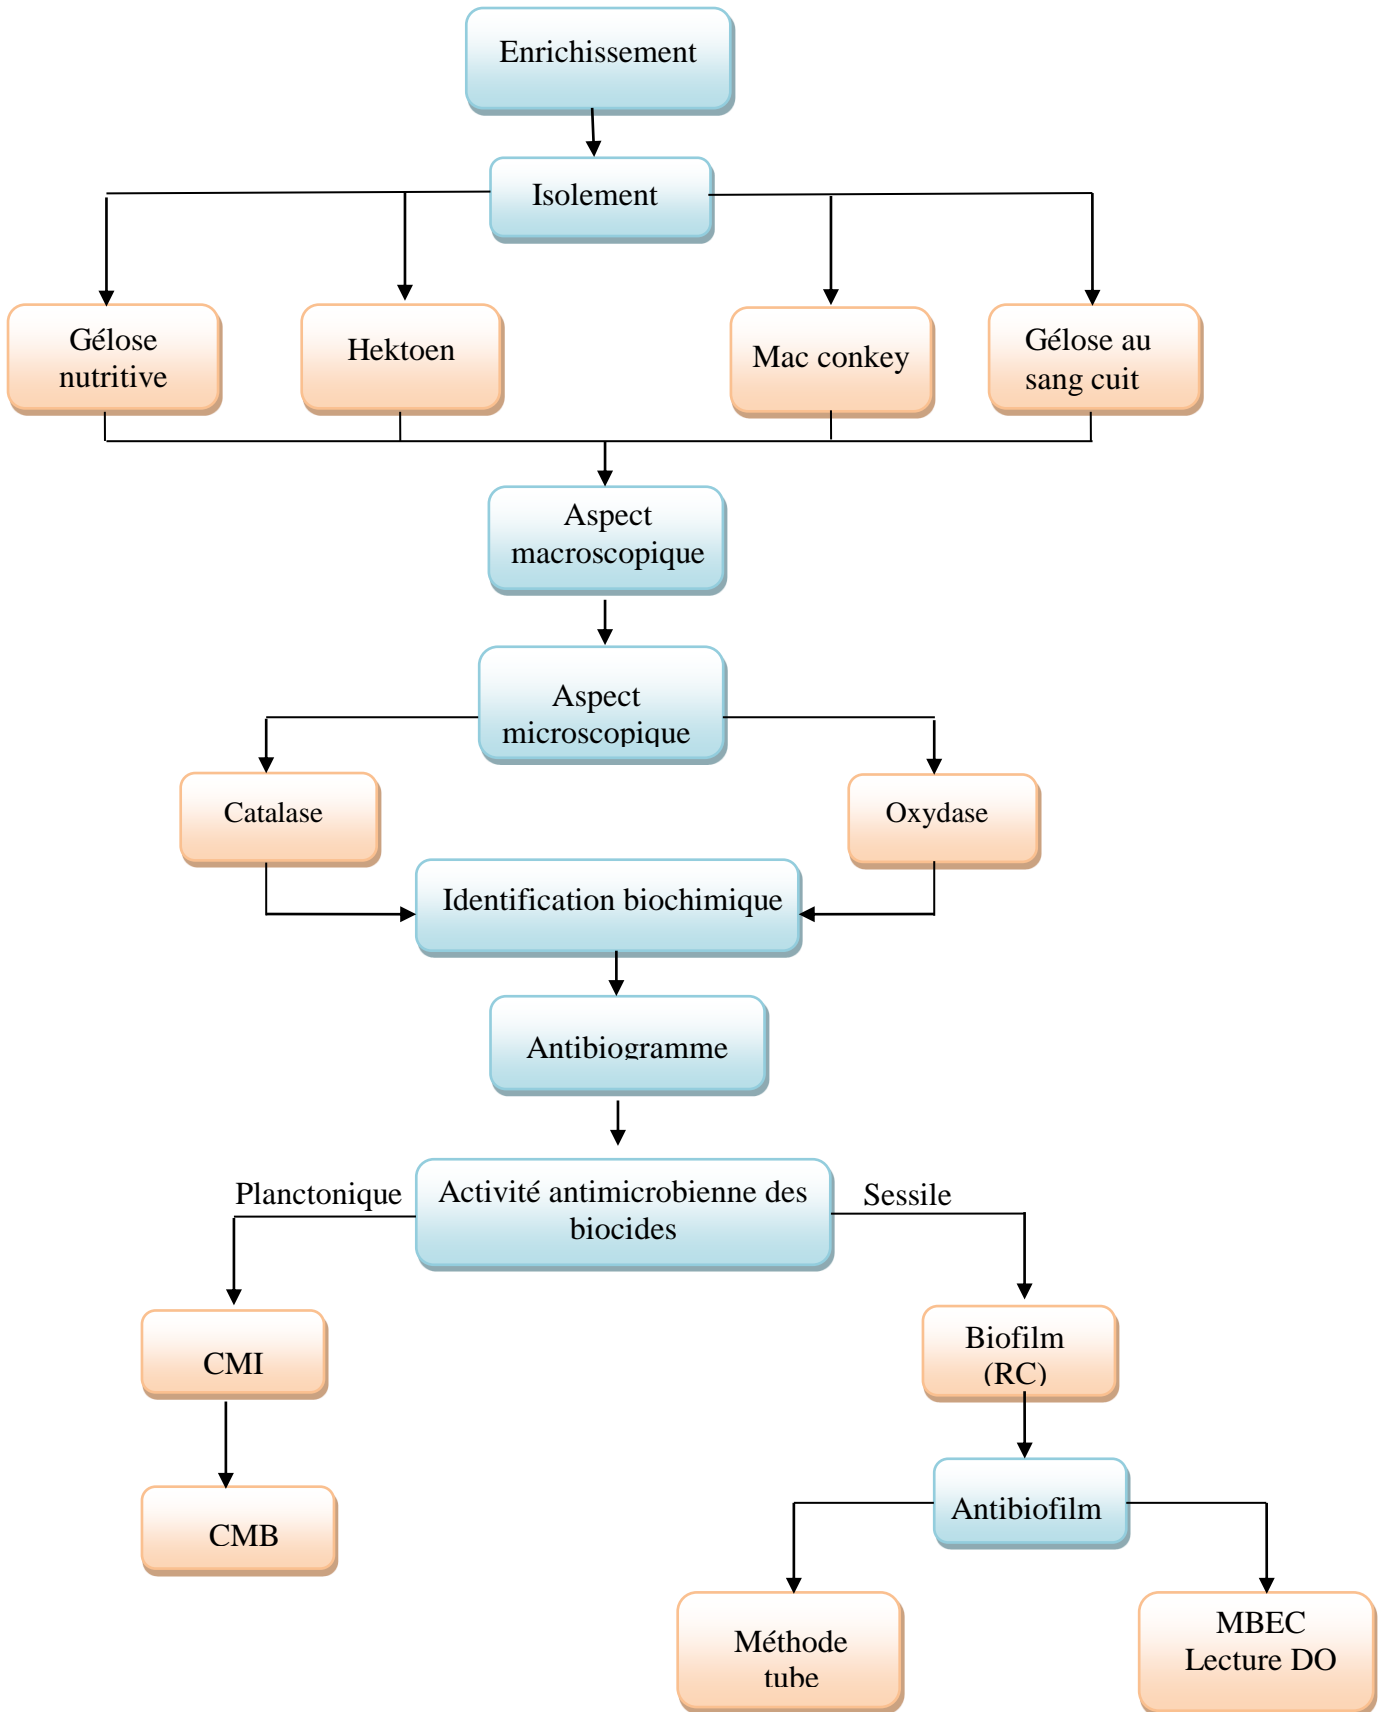 Enrichissement
Isolement
Gélose
nutritive
Hektoen
Mac conkey
Gélose au
sang cuit
Aspect
macroscopique
Aspect
microscopique
Catalase
Oxydase
Identification biochimique
Antibiogramme
Planctonique
Activité antimicrobienne des
biocides
Sessile
CMI
Biofilm
(RC)
CMB
Antibiofilm
Méthode
tube
MBEC
Lecture DO